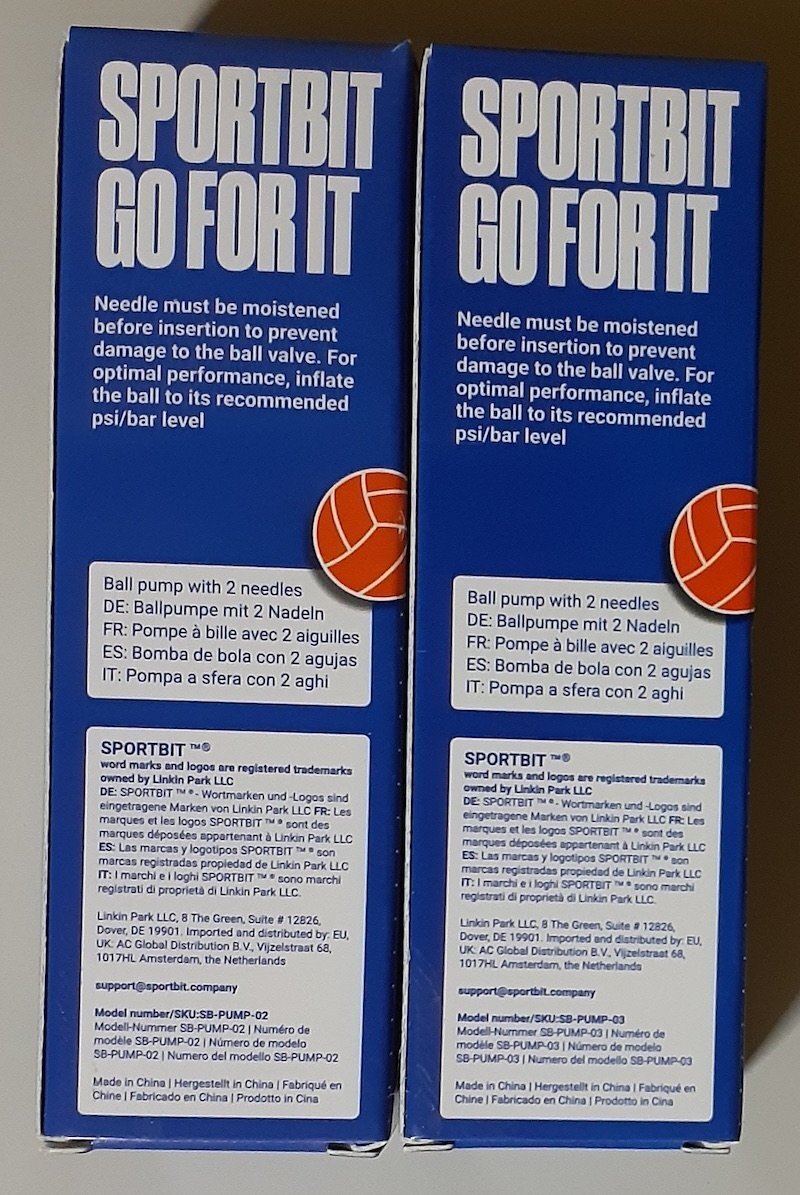 SPORTBIT
GO FOR IT
Needle must be moistened
before insertion to prevent
damage to the ball valve. For
optimal performance, inflate
the ball to its recommended
psi/bar level
Ball pump with 2 needles
DE: Ballpumpe mit 2 Nadeln
FR: Pompe à bille avec 2 aiguilles
ES: Bomba de bola con 2 agujas
IT: Pompa a sfera con 2 aghi
SPORTBIT ™®
word marks and logos are registered trademarks
owned by Linkin Park LLC
DE: SPORTBIT ™ ® - Wortmarken und -Logos sind
eingetragene Marken von Linkin Park LLC FR: Les
marques et les logos SPORTBIT ™ ® sont des
marques déposées appartenant à Linkin Park LLC
ES: Las marcas y logotipos SPORTBIT ™ ® son
marcas registradas propiedad de Linkin Park LLC
IT: I marchi e i loghi SPORTBIT ™ ® sono marchi
registrati di proprietà di Linkin Park LLC.
Linkin Park LLC, 8 The Green, Suite # 12826,
Dover, DE 19901. Imported and distributed by: EU,
UK: AC Global Distribution B.V., Vijzelstraat 68,
1017HL Amsterdam, the Netherlands
support@sportbit.company
Model number/SKU:SB-PUMP-02
Modell-Nummer SB-PUMP-02 | Numéro de
modèle SB-PUMP-02 | Número de modelo
SB-PUMP-02 | Numero del modello SB-PUMP-02
Made in China | Hergestellt in China | Fabriqué en
Chine | Fabricado en China | Prodotto in Cina
SPORTBIT
GO FOR IT
Needle must be moistened
before insertion to prevent
damage to the ball valve. For
optimal performance, inflate
the ball to its recommended
psi/bar level
Ball pump with 2 needles
DE: Ballpumpe mit 2 Nadeln
FR: Pompe à bille avec 2 aiguilles
ES: Bomba de bola con 2 agujas
IT: Pompa a sfera con 2 aghi
SPORTBIT ™®
word marks and logos are registered trademarks
owned by Linkin Park LLC
DE: SPORTBIT ™ ® - Wortmarken und -Logos sind
eingetragene Marken von Linkin Park LLC FR: Les
marques et les logos SPORTBIT ™ ® sont des
marques déposées appartenant à Linkin Park LLC
ES: Las marcas y logotipos SPORTBIT ™ ® son
marcas registradas propiedad de Linkin Park LLC
IT: I marchi e i loghi SPORTBIT ™ ® sono marchi
registrati di proprietà di Linkin Park LLC.
Linkin Park LLC, 8 The Green, Suite # 12826,
Dover, DE 19901. Imported and distributed by: EU,
UK: AC Global Distribution B.V., Vijzelstraat 68,
1017HL Amsterdam, the Netherlands
support@sportbit.company
Model number/SKU:SB-PUMP-03
Modell-Nummer SB-PUMP-03 | Numéro de
modèle SB-PUMP-03 | Número de modelo
SB-PUMP-03 | Numero del modello SB-PUMP-03
Made in China | Hergestellt in China | Fabriqué en
Chine | Fabricado en China | Prodotto in Cina